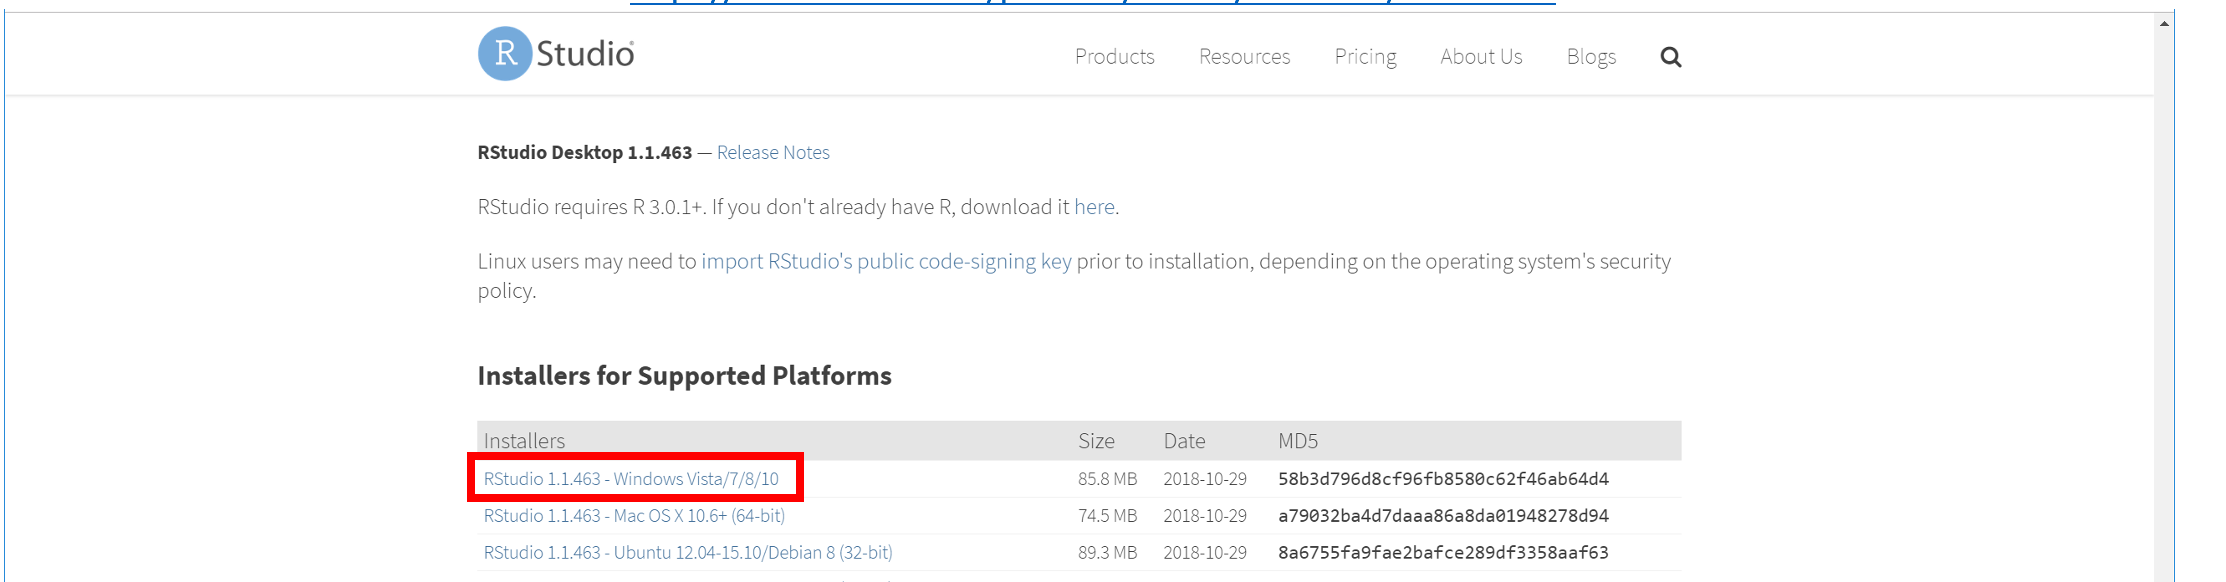 R Studio®
Products Resources Pricing About Us Blogs
RStudio Desktop 1.1.463 — Release Notes
RStudio requires R 3.0.1+. If you don't already have R, download it here.
Linux users may need to import RStudio's public code-signing key prior to installation, depending on the operating system's security
policy.
Installers for Supported Platforms
Installers Size Date MD5
RStudio 1.1.463 - Windows Vista/7/8/10 85.8 MB 2018-10-29 58b3d796d8cf96fb8580c62f46ab64d4
RStudio 1.1.463 - Mac OS X 10.6+ (64-bit) 74.5 MB 2018-10-29 a79032ba4d7daaa86a8da01948278d94
RStudio 1.1.463 - Ubuntu 12.04-15.10/Debian 8 (32-bit) 89.3 MB 2018-10-29 8a6755fa9fae2bafce289df3358aaf63